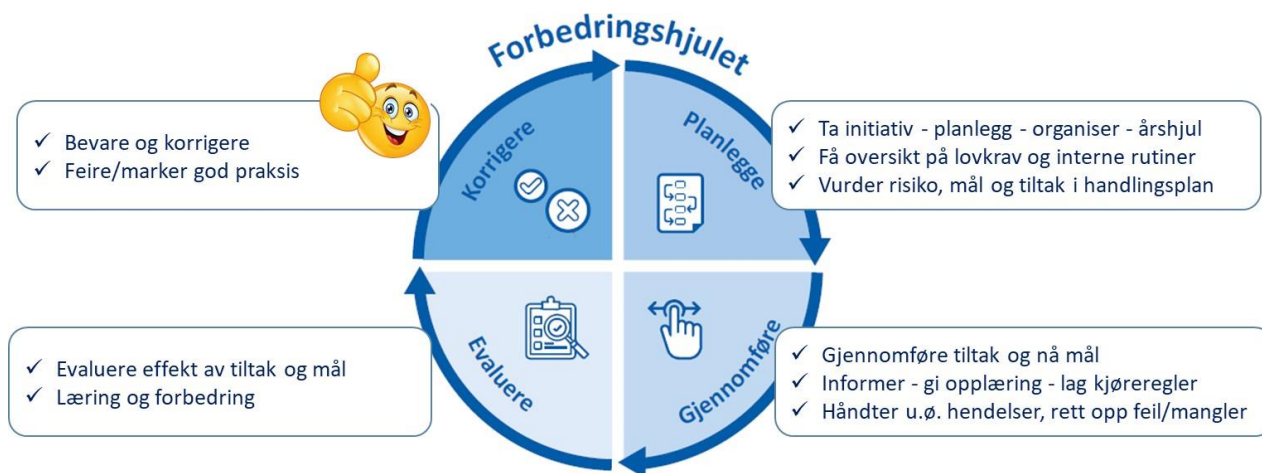 Forbedringshjulet
✓ Bevare og korrigere
✓ Feire/marker god praksis
Korrigere
Planlegge
✓ Ta initiativ - planlegg - organiser - årshjul
✓ Få oversikt på lovkrav og interne rutiner
✓ Vurder risiko, mål og tiltak i handlingsplan
✓ Evaluere effekt av tiltak og mål
✓ Læring og forbedring
Evaluere
Gjennomføre
✓ Gjennomføre tiltak og nå mål
✓ Informer - gi opplæring - lag kjøreregler
✓ Håndter u.ø. hendelser, rett opp feil/mangler